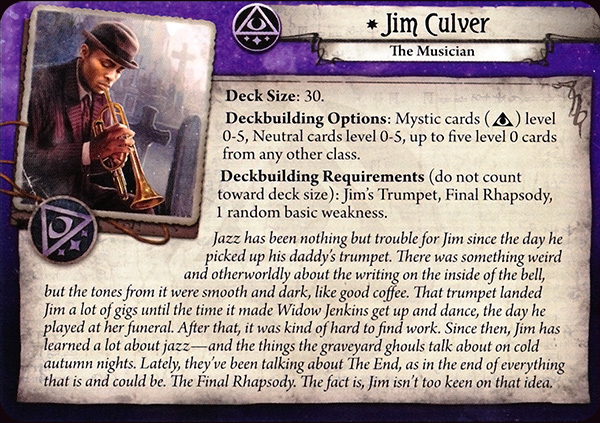 * Jim Culver
The Musician
Deck Size: 30.
Deckbuilding Options: Mystic cards ( ) level
0-5, Neutral cards level 0-5, up to five level 0 cards
from any other class.
Deckbuilding Requirements (do not count
toward deck size): Jim's Trumpet, Final Rhapsody,
1 random basic weakness.
Jazz has been nothing but trouble for Jim since the day he
picked up his daddy's trumpet. There was something weird
and otherworldly about the writing on the inside of the bell,
but the tones from it were smooth and dark, like good coffee. That trumpet landed
Jim a lot of gigs until the time it made Widow Jenkins get up and dance, the day he
played at her funeral. After that, it was kind of hard to find work. Since then, Jim has
learned a lot about jazz—and the things the graveyard ghouls talk about on cold
autumn nights. Lately, they've been talking about The End, as in the end of everything
that is and could be. The Final Rhapsody. The fact is, Jim isn't too keen on that idea.